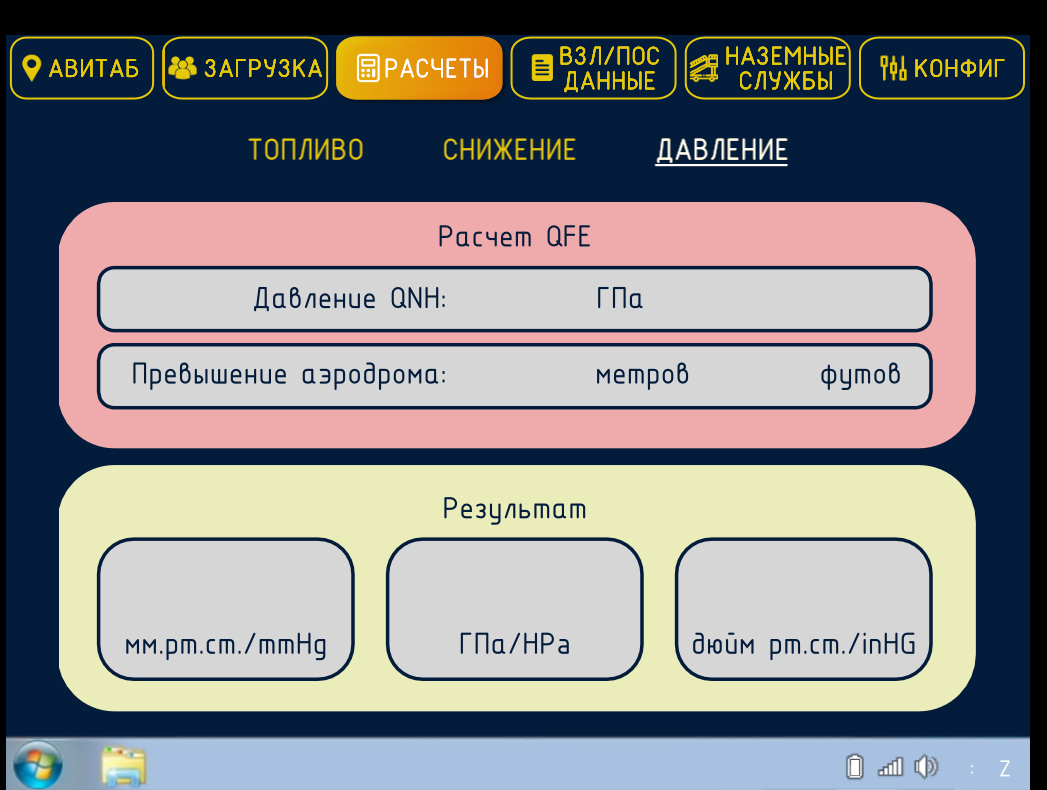 АВИТАБ
ЗАГРУЗКА
РАСЧЕТЫ
ВЗЛ/ПОС
ДАННЫЕ
НАЗЕМНЫЕ
СЛУЖБЫ
КОНФИГ
ТОПЛИВО СНИЖЕНИЕ ДАВЛЕНИЕ
Расчет QFE
Давление QNH: ГПа
Превышение аэродрома: метров футов
Результат
мм.рт.ст./mmHg ГПа/HPa дюйм рт.ст./inHG
: Z